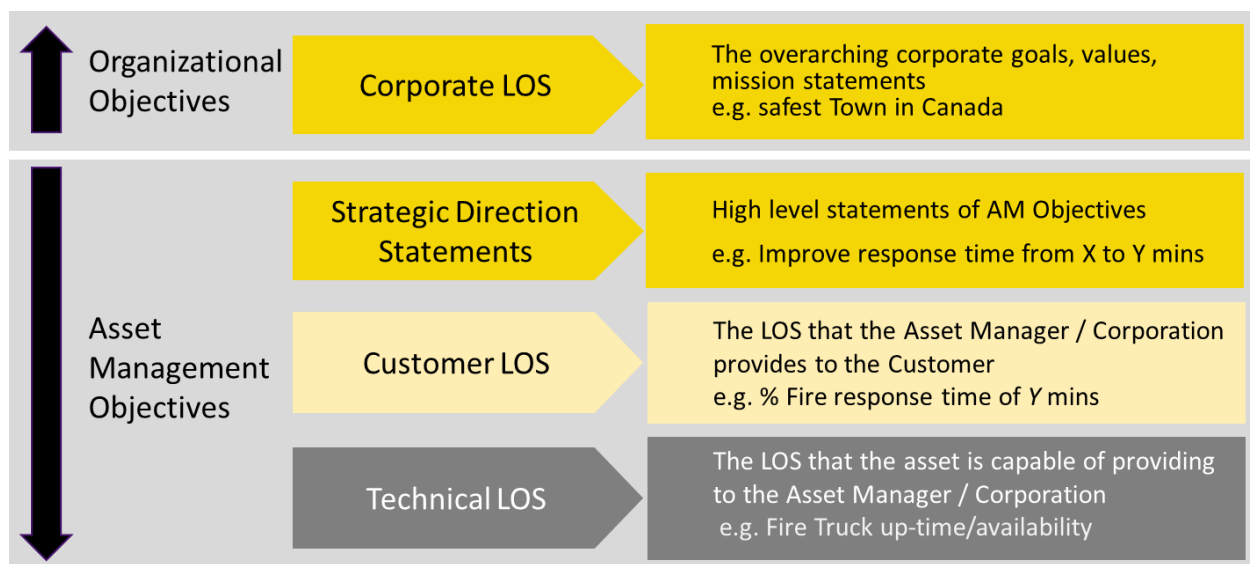 Organizational
Objectives
Corporate LOS
The overarching corporate goals, values,
mission statements
e.g. safest Town in Canada
Asset
Management
Objectives
Strategic Direction
Statements
High level statements of AM Objectives
e.g. Improve response time from X to Y mins
Customer LOS
The LOS that the Asset Manager / Corporation
provides to the Customer
e.g. % Fire response time of Y mins
Technical LOS
The LOS that the asset is capable of providing
to the Asset Manager / Corporation
e.g. Fire Truck up-time/availability